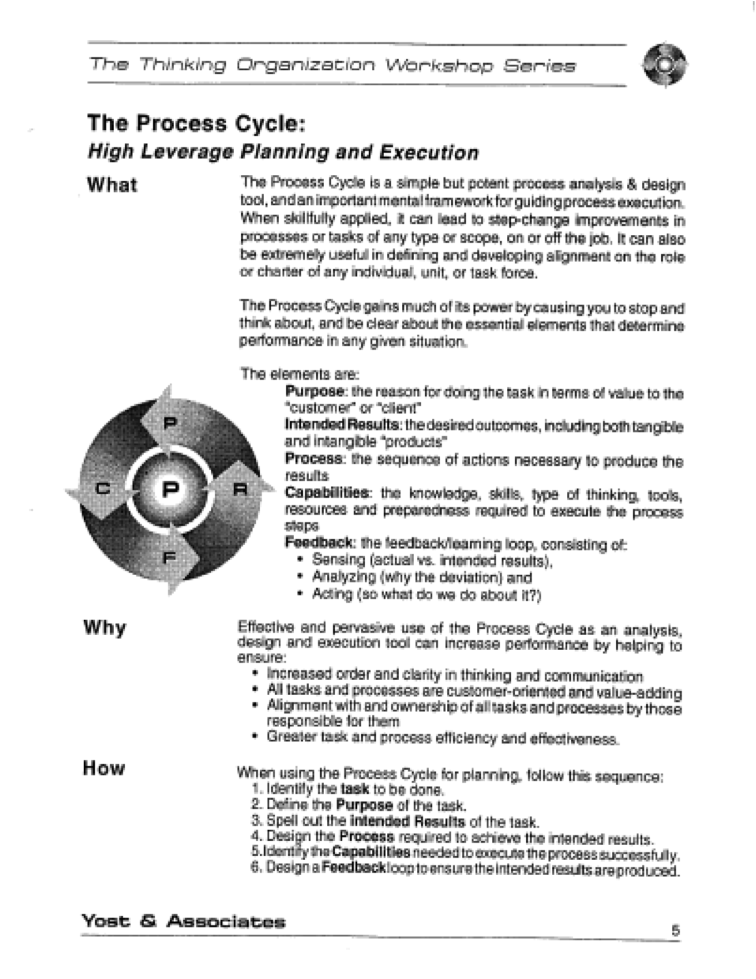 The Thinking Organization Workshop Series
The Process Cycle:
High Leverage Planning and Execution
What
The Process Cycle is a simple but potent process analysis & design
tool, and an important mental framework for guiding process execution.
When skillfully applied, it can lead to step-change improvements in
processes or tasks of any type or scope, on or off the job. It can also
be extremely useful in defining and developing alignment on the role
or charter of any individual, unit, or task force.
The Process Cycle gains much of its power by causing you to stop and
think about, and be clear about the essential elements that determine
performance in any given situation.
The elements are:
Purpose: the reason for doing the task in terms of value to the
"customer" or "client"
Intended Results: the desired outcomes, including both tangible
and intangible "products"
Process: the sequence of actions necessary to produce the
results
Capabilities: the knowledge, skills, type of thinking, tools,
resources and preparedness required to execute the process
steps
Feedback: the feedback/learning loop, consisting of:
• Sensing (actual vs. intended results),
• Analyzing (why the deviation) and
• Acting (so what do we do about it?)
P
C P R
F
Why
Effective and pervasive use of the Process Cycle as an analysis,
design and execution tool can increase performance by helping to
ensure:
• Increased order and clarity in thinking and communication
• All tasks and processes are customer-oriented and value-adding
• Alignment with and ownership of all tasks and processes by those
responsible for them
• Greater task and process efficiency and effectiveness.
How
When using the Process Cycle for planning, follow this sequence:
1. Identify the task to be done.
2. Define the Purpose of the task.
3. Spell out the intended Results of the task.
4. Design the Process required to achieve the intended results.
5.Identify the Capabilities needed to execute the process successfully.
6. Design a Feedback loop to ensure the intended results are produced.
Yost & Associates
5